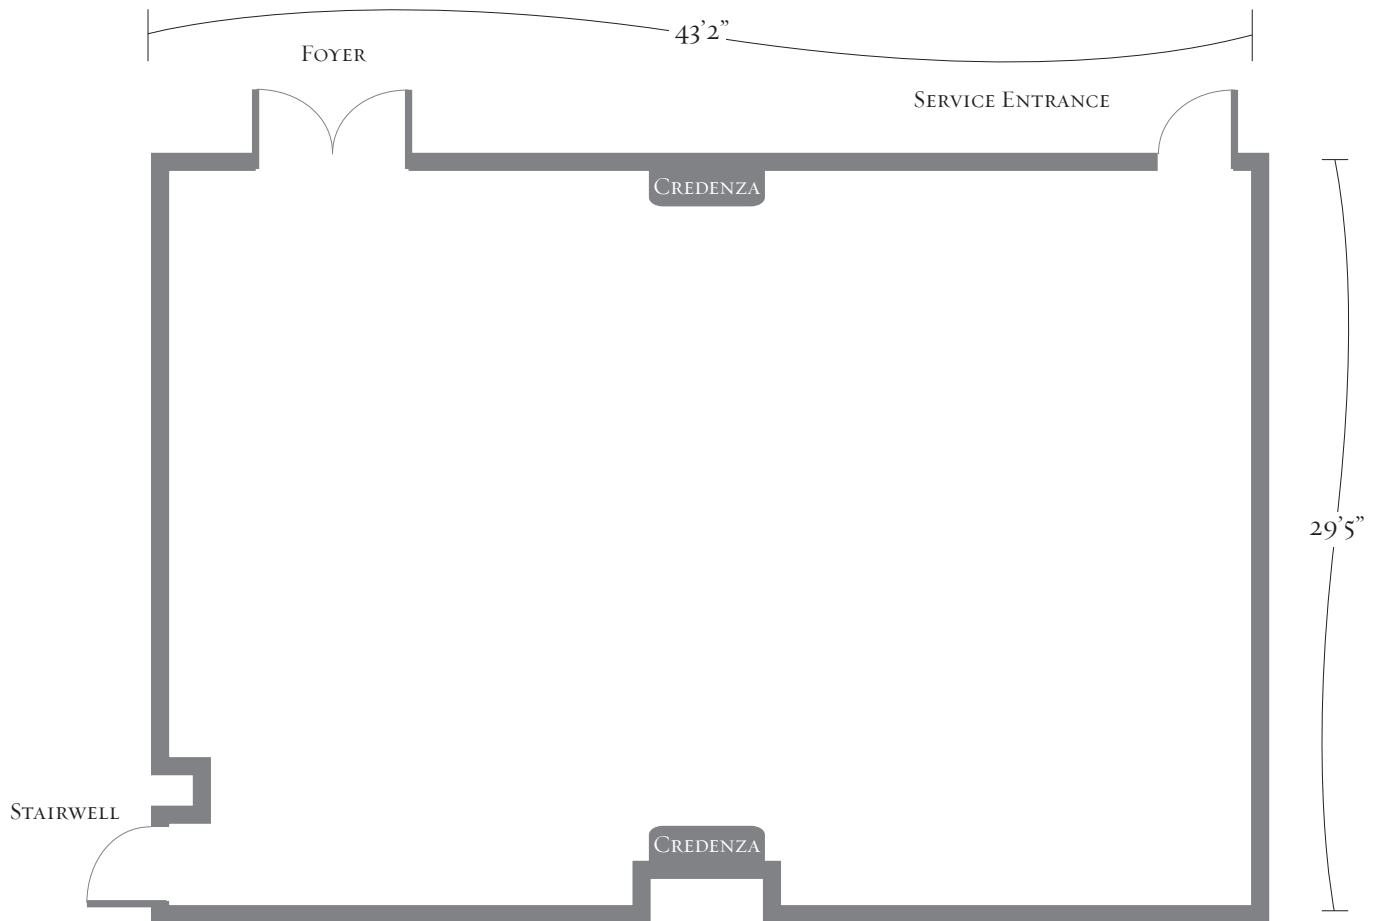 43’2”
Foyer
Service Entrance
Credenza
29’5”
Stairwell
Credenza